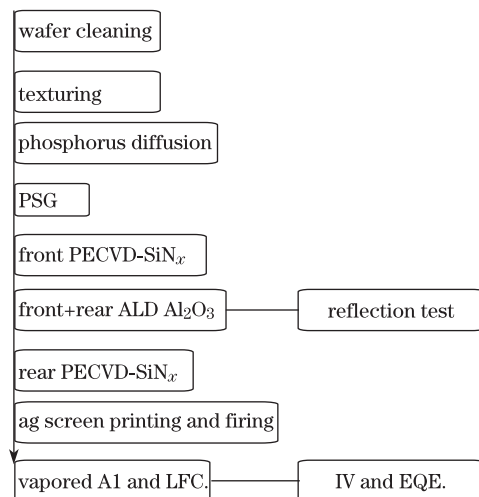 wafer cleaning
texturing
phosphorus diffusion
PSG
front PECVD-SiNₓ
front+rear ALD Al₂O₃
reflection test
rear PECVD-SiNₓ
ag screen printing and firing
vapored A1 and LFC.
IV and EQE.